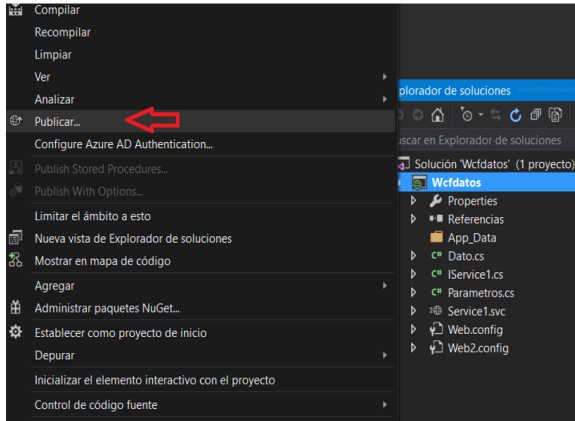 Compilar
Recompilar
Limpiar
Ver
Analizar
Publicar...
Configure Azure AD Authentication...
Publish Stored Procedures...
Publish With Options...
Limitar el ámbito a esto
Nueva vista de Explorador de soluciones
Mostrar en mapa de código
Agregar
Administrar paquetes NuGet...
Establecer como proyecto de inicio
Depurar
Inicializar el elemento interactivo con el proyecto
Control de código fuente
plorador de soluciones
uscar en Explorador de soluciones
Solución 'Wcfdatos' (1 proyecto)
Wcfdatos
Properties
Referencias
App_Data
C# Dato.cs
C# IService1.cs
C# Parametros.cs
Service1.svc
Web.config
Web2.config